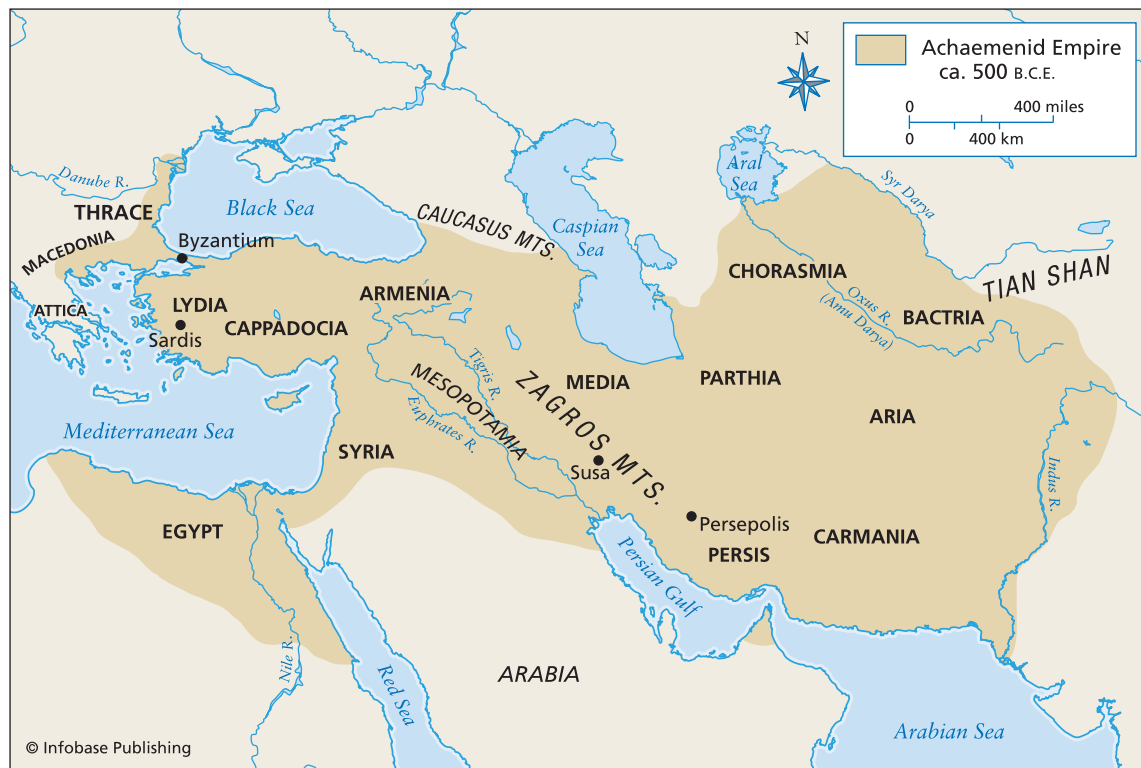 N
Achaemenid Empire
ca. 500 B.C.E.
0 400 miles
0 400 km
Aral
Sea
Syr Darya
Danube R.
THRACE
Black Sea
CAUCASUS MTS.
Caspian
Sea
MACEDONIA
Byzantium
CHORASMIA
TIAN SHAN
ATTICA
LYDIA
ARMENIA
Oxus R.
(Amu Darya)
BACTRIA
Sardis
CAPPADOCIA
Tigris R.
MESOPOTAMIA
Euphrates R.
ZAGROS MTS.
MEDIA
PARTHIA
ARIA
Mediterranean Sea
SYRIA
Susa
Indus R.
EGYPT
Persepolis
PERSIS
CARMANIA
Persian Gulf
Nile R.
Red Sea
ARABIA
Arabian Sea
© Infobase Publishing